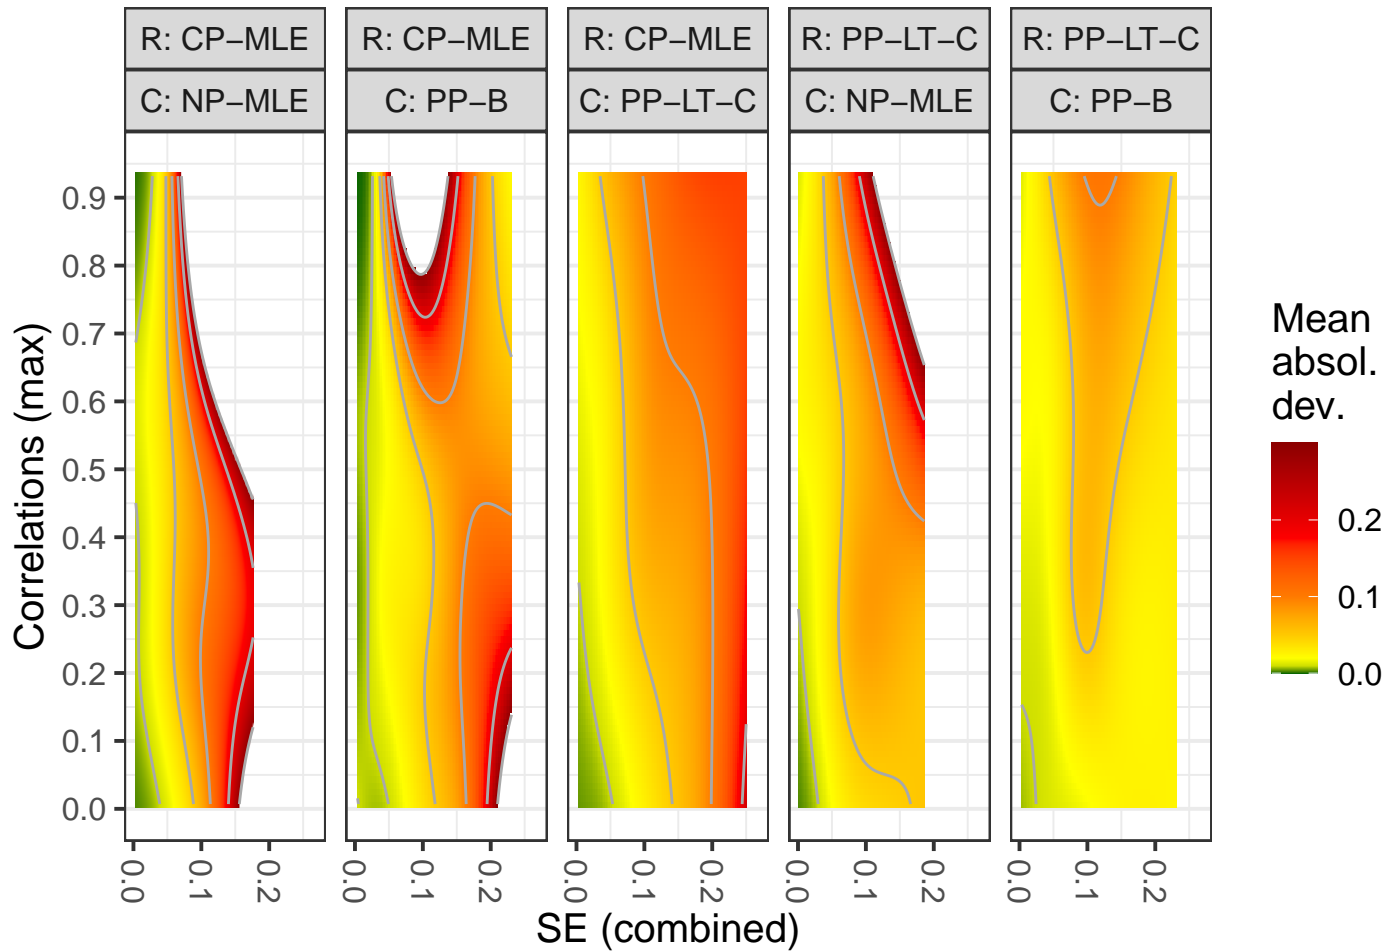 R: CP−MLE R: CP−MLE R: CP−MLE R: PP−LT−C R: PP−LT−C
C: NP−MLE C: PP−B C: PP−LT−C C: NP−MLE C: PP−B
Correlations (max)
0.9
0.8
0.7
0.6
0.5
0.4
0.3
0.2
0.1
0.0
0.0 0.1 0.2 0.0 0.1 0.2 0.0 0.1 0.2 0.0 0.1 0.2 0.0 0.1 0.2
SE (combined)
Mean
absol.
dev.
0.2
0.1
0.0